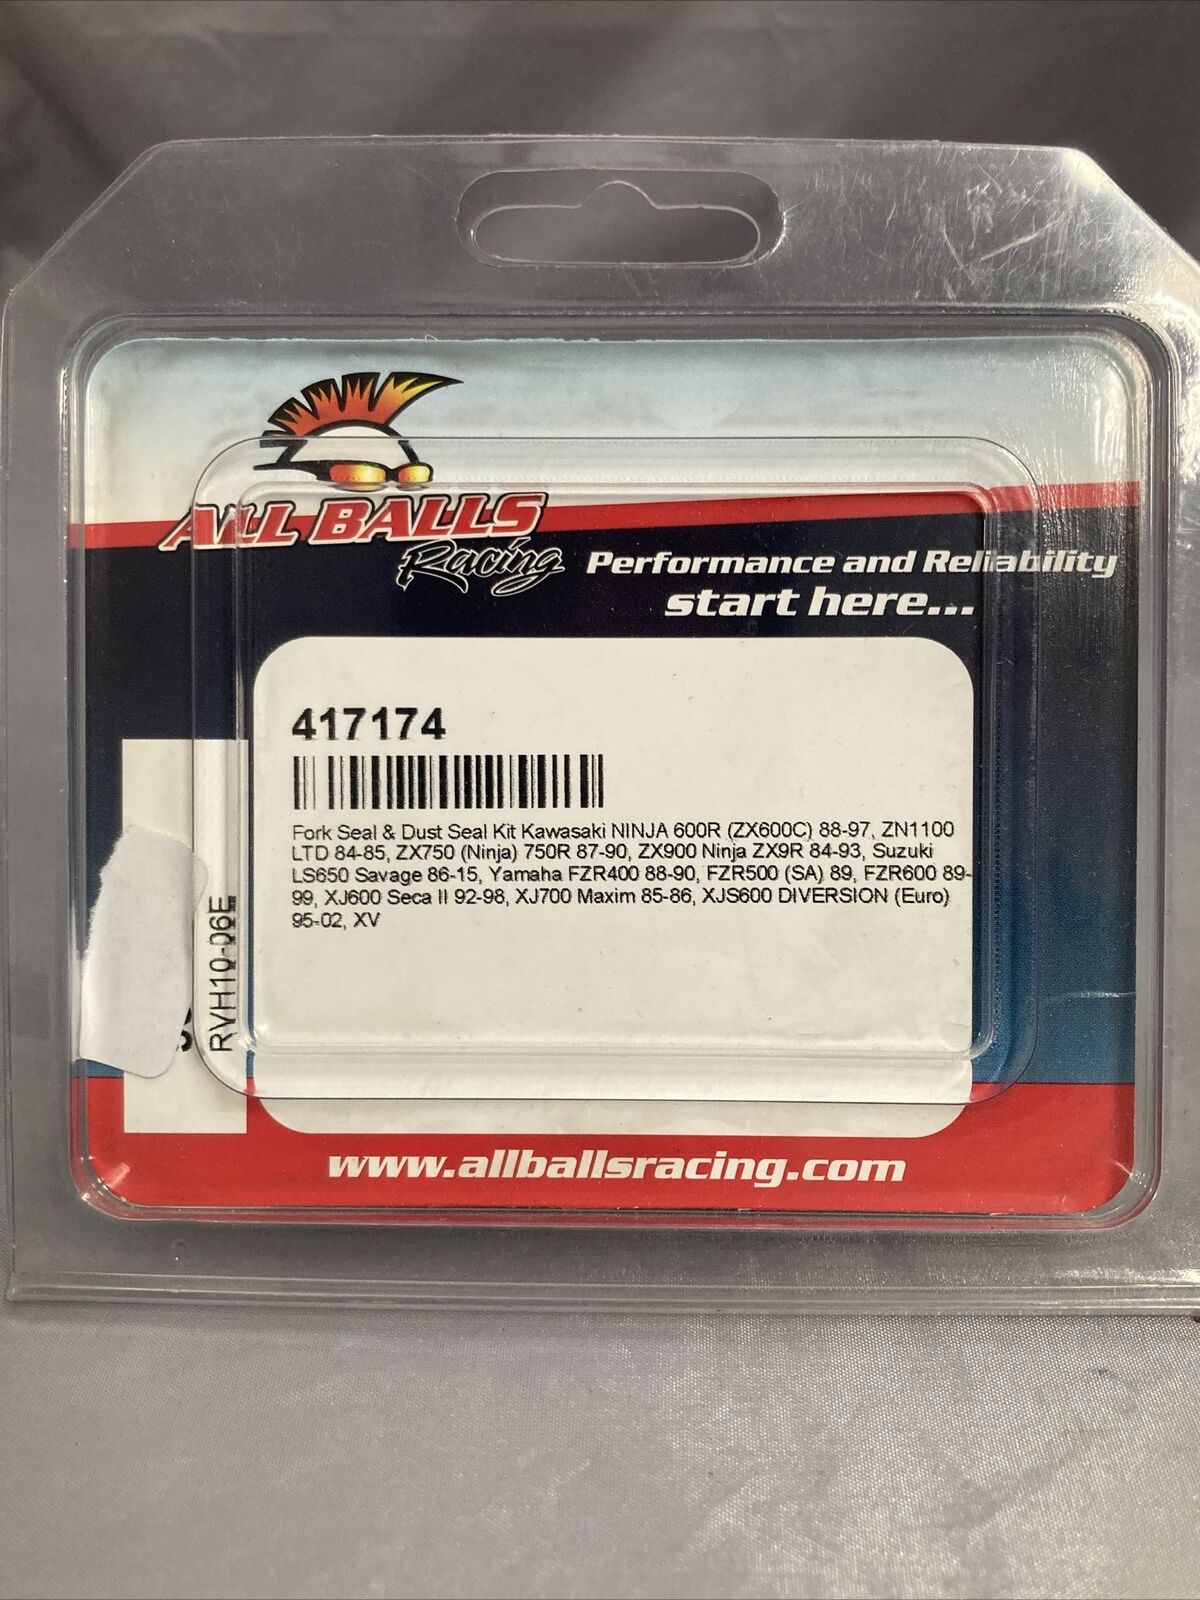 ALL BALLS
Racing
Performance and Reliability
start here...
417174
Fork Seal & Dust Seal Kit Kawasaki NINJA 600R (ZX600C) 88-97, ZN1100
LTD 84-85, ZX750 (Ninja) 750R 87-90, ZX900 Ninja ZX9R 84-93, Suzuki
LS650 Savage 86-15, Yamaha FZR400 88-90, FZR500 (SA) 89, FZR600 89-
99, XJ600 Seca II 92-98, XJ700 Maxim 85-86, XJS600 DIVERSION (Euro)
95-02, XV
RVH10-06E
www.allballsracing.com